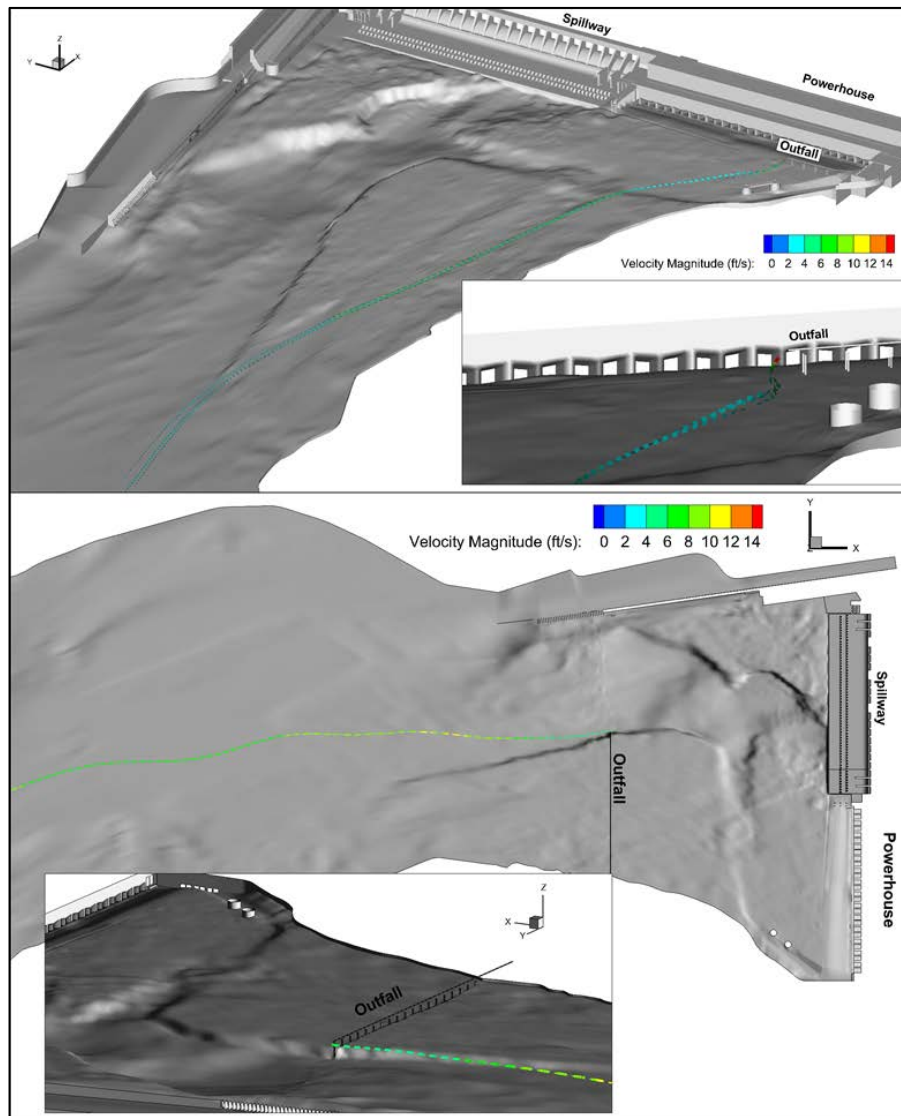 Spillway
Powerhouse
Z
Y
X
Outfall
Velocity Magnitude (ft/s):
0 2 4 6 8 10 12 14
Outfall
Velocity Magnitude (ft/s):
0 2 4 6 8 10 12 14
Y
Z
X
Spillway
Outfall
Powerhouse
Z
X
Y
Outfall